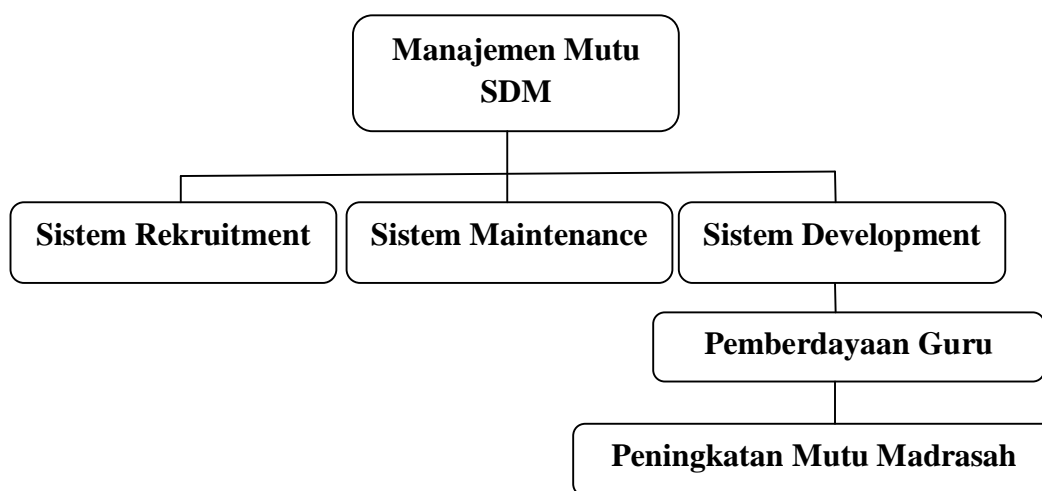 Manajemen Mutu
SDM
Sistem Rekruitment
Sistem Maintenance
Sistem Development
Pemberdayaan Guru
Peningkatan Mutu Madrasah